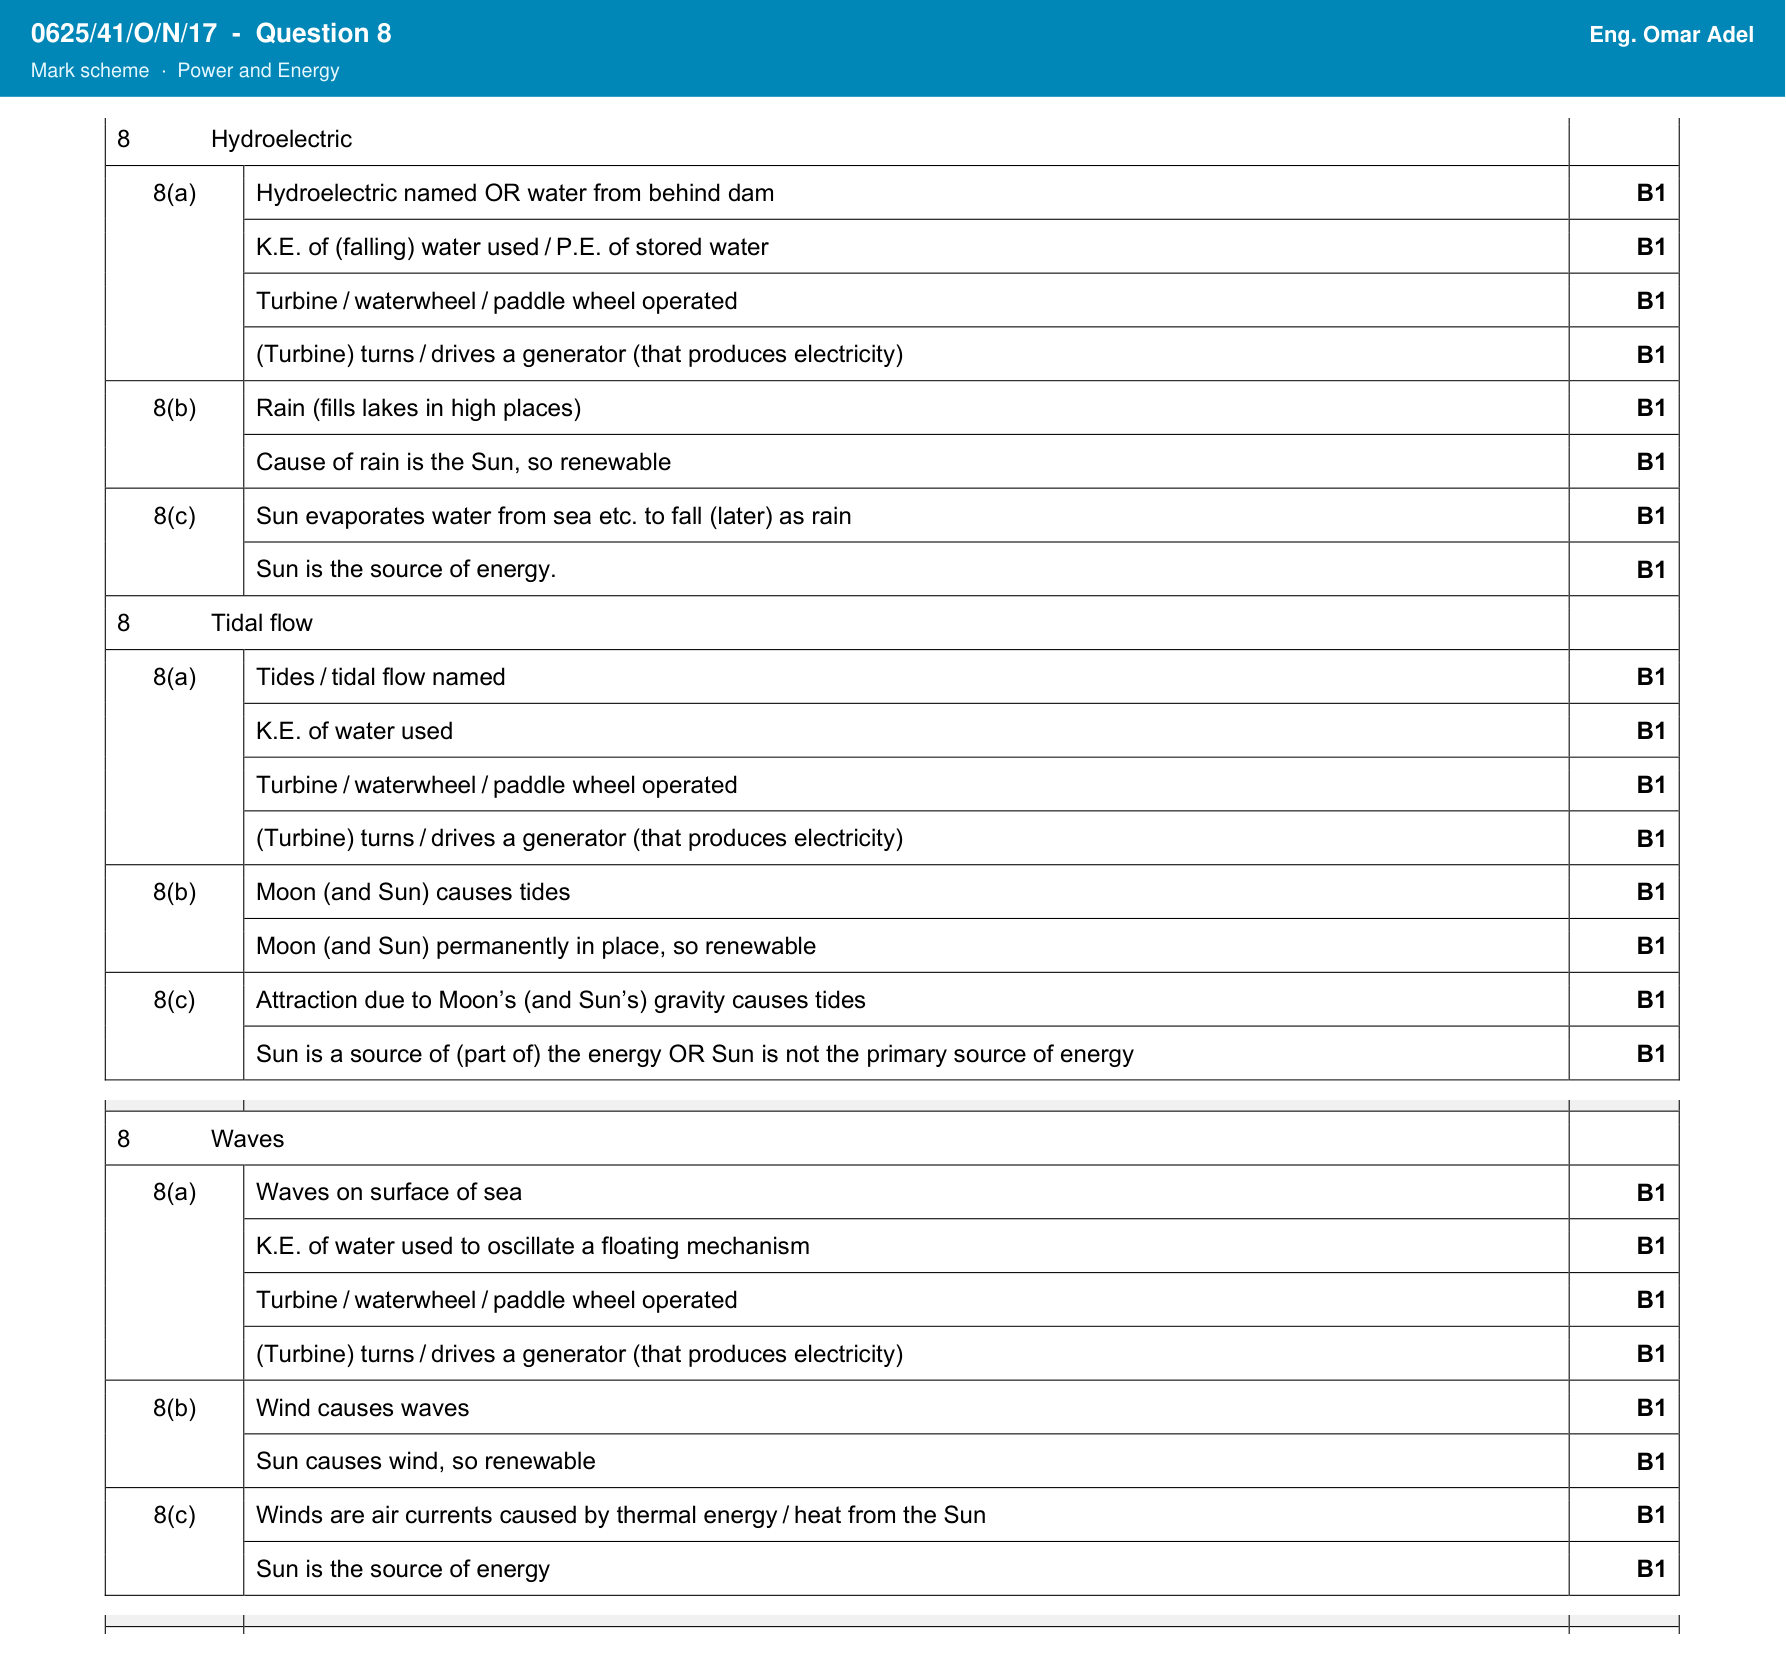 0625/41/O/N/17 - Question 8
Eng. Omar Adel
Mark scheme · Power and Energy
8 Hydroelectric
8(a) Hydroelectric named OR water from behind dam B1
K.E. of (falling) water used / P.E. of stored water B1
Turbine / waterwheel / paddle wheel operated B1
(Turbine) turns / drives a generator (that produces electricity) B1
8(b) Rain (fills lakes in high places) B1
Cause of rain is the Sun, so renewable B1
8(c) Sun evaporates water from sea etc. to fall (later) as rain B1
Sun is the source of energy. B1
8 Tidal flow
8(a) Tides / tidal flow named B1
K.E. of water used B1
Turbine / waterwheel / paddle wheel operated B1
(Turbine) turns / drives a generator (that produces electricity) B1
8(b) Moon (and Sun) causes tides B1
Moon (and Sun) permanently in place, so renewable B1
8(c) Attraction due to Moon’s (and Sun’s) gravity causes tides B1
Sun is a source of (part of) the energy OR Sun is not the primary source of energy B1
8 Waves
8(a) Waves on surface of sea B1
K.E. of water used to oscillate a floating mechanism B1
Turbine / waterwheel / paddle wheel operated B1
(Turbine) turns / drives a generator (that produces electricity) B1
8(b) Wind causes waves B1
Sun causes wind, so renewable B1
8(c) Winds are air currents caused by thermal energy / heat from the Sun B1
Sun is the source of energy B1